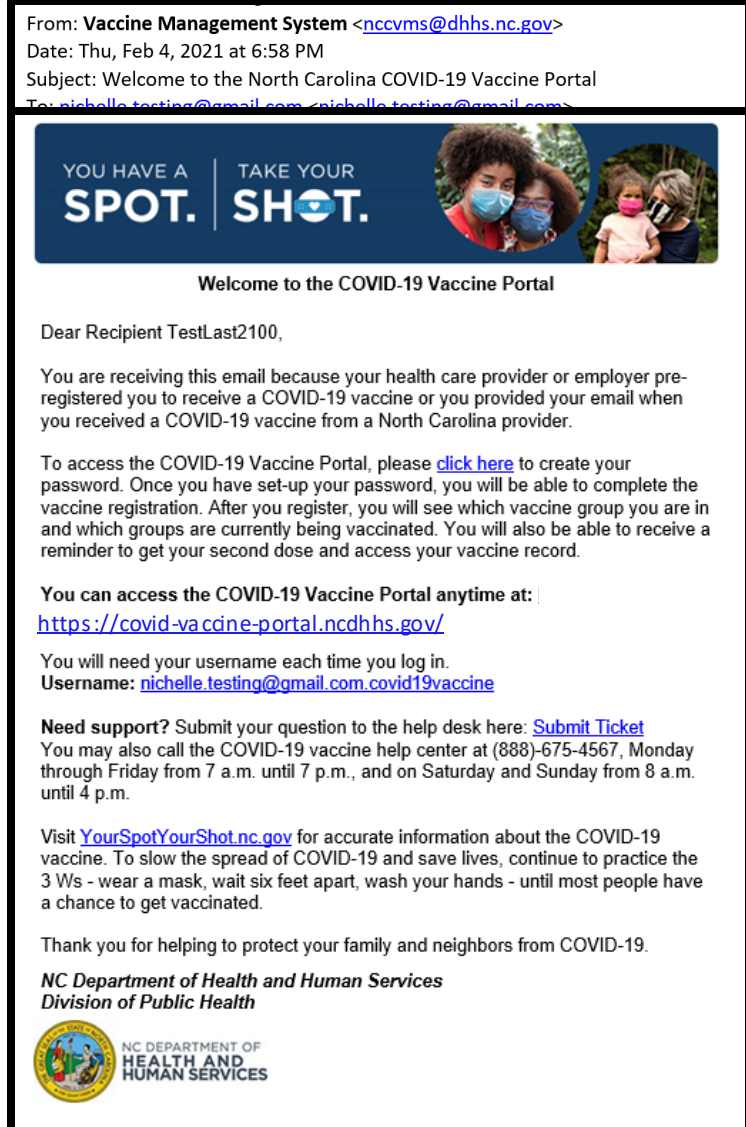 From: Vaccine Management System <nccvms@dhhs.nc.gov>
Date: Thu, Feb 4, 2021 at 6:58 PM
Subject: Welcome to the North Carolina COVID-19 Vaccine Portal
To: nichelle.testing@gmail.com <nichelle.testing@gmail.com>
YOU HAVE A
SPOT.
TAKE YOUR
SHOT.
Welcome to the COVID-19 Vaccine Portal
Dear Recipient TestLast2100,
You are receiving this email because your health care provider or employer pre-
registered you to receive a COVID-19 vaccine or you provided your email when
you received a COVID-19 vaccine from a North Carolina provider.
To access the COVID-19 Vaccine Portal, please click here to create your
password. Once you have set-up your password, you will be able to complete the
vaccine registration. After you register, you will see which vaccine group you are in
and which groups are currently being vaccinated. You will also be able to receive a
reminder to get your second dose and access your vaccine record.
You can access the COVID-19 Vaccine Portal anytime at:
https://covid-vaccine-portal.ncdhhs.gov/
You will need your username each time you log in.
Username: nichelle.testing@gmail.com.covid19vaccine
Need support? Submit your question to the help desk here: Submit Ticket
You may also call the COVID-19 vaccine help center at (888)-675-4567, Monday
through Friday from 7 a.m. until 7 p.m., and on Saturday and Sunday from 8 a.m.
until 4 p.m.
Visit YourSpotYourShot.nc.gov for accurate information about the COVID-19
vaccine. To slow the spread of COVID-19 and save lives, continue to practice the
3 Ws - wear a mask, wait six feet apart, wash your hands - until most people have
a chance to get vaccinated.
Thank you for helping to protect your family and neighbors from COVID-19.
NC Department of Health and Human Services
Division of Public Health
NC DEPARTMENT OF
HEALTH AND
HUMAN SERVICES